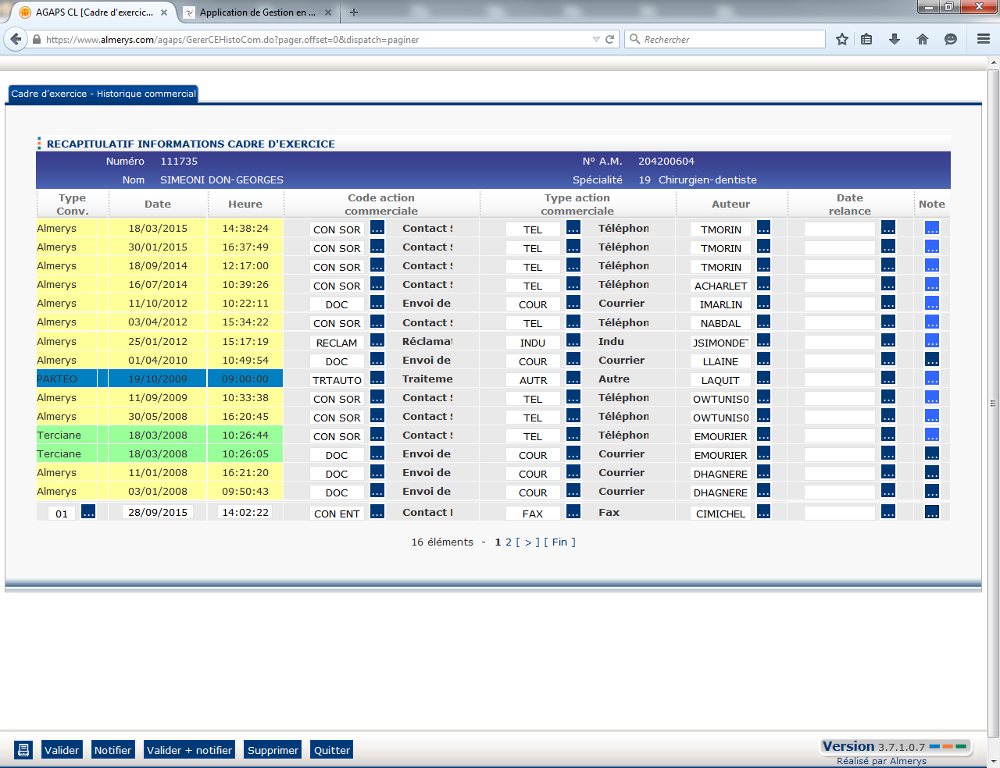 AGAPS CL [Cadre d'exercic... × Application de Gestion en ... × +
https://www.almerys.com/agaps/GererCEHistoCom.do?pager.offset=0&dispatch=paginer Rechercher
Cadre d'exercice - Historique commercial
RECAPITULATIF INFORMATIONS CADRE D'EXERCICE
Numéro 111735 N° A.M. 204200604
Nom SIMEONI DON-GEORGES Spécialité 19 Chirurgien-dentiste
Type Conv. Date Heure Code action commerciale Type action commerciale Auteur Date relance Note
Almerys 18/03/2015 14:38:24 CON SOR ... Contact S TEL ... Téléphon TMORIN ... ... ...
Almerys 30/01/2015 16:37:49 CON SOR ... Contact S TEL ... Téléphon TMORIN ... ... ...
Almerys 18/09/2014 12:17:00 CON SOR ... Contact S TEL ... Téléphon TMORIN ... ... ...
Almerys 16/07/2014 10:39:26 CON SOR ... Contact S TEL ... Téléphon ACHARLET ... ... ...
Almerys 11/10/2012 10:22:11 DOC ... Envoi de COUR ... Courrier IMARLIN ... ... ...
Almerys 03/04/2012 15:34:22 CON SOR ... Contact S TEL ... Téléphon NABDAL ... ... ...
Almerys 25/01/2012 15:17:19 RECLAM ... Réclamat INDU ... Indu JSIMONDET ... ... ...
Almerys 01/04/2010 10:49:54 DOC ... Envoi de COUR ... Courrier LLAINE ... ... ...
PARTEO 19/10/2009 09:00:00 TRTAUTO ... Traiteme AUTR ... Autre LAQUIT ... ... ...
Almerys 11/09/2009 10:33:38 CON SOR ... Contact S TEL ... Téléphon OWTUNIS0 ... ... ...
Almerys 30/05/2008 16:20:45 CON SOR ... Contact S TEL ... Téléphon OWTUNIS0 ... ... ...
Terciane 18/03/2008 10:26:44 CON SOR ... Contact S TEL ... Téléphon EMOURIER ... ... ...
Terciane 18/03/2008 10:26:05 DOC ... Envoi de COUR ... Courrier EMOURIER ... ... ...
Almerys 11/01/2008 16:21:20 DOC ... Envoi de COUR ... Courrier DHAGNERE ... ... ...
Almerys 03/01/2008 09:50:43 DOC ... Envoi de COUR ... Courrier DHAGNERE ... ... ...
01 ... 28/09/2015 14:02:22 CON ENT ... Contact FAX ... Fax CIMICHEL ... ... ...
16 éléments - 1 2 [ > ] [ Fin ]
Valider Notifier Valider + notifier Supprimer Quitter Version 3.7.1.0.7
Réalisé par Almerys